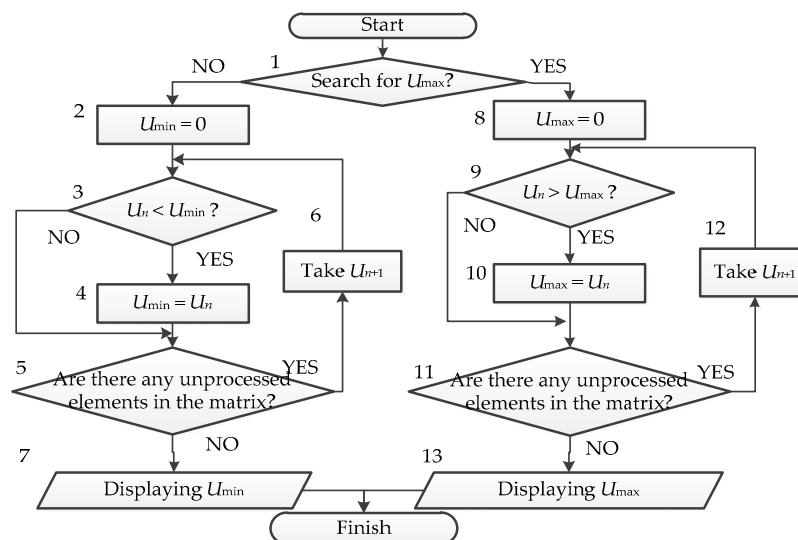 Start
1
NO
Search for Umax?
YES
2
Umin = 0
8
Umax = 0
3
Un < Umin ?
NO
YES
6
Take Un+1
9
Un > Umax ?
NO
YES
12
Take Un+1
4
Umin = Un
10
Umax = Un
5
Are there any unprocessed
elements in the matrix?
YES
NO
11
Are there any unprocessed
elements in the matrix?
YES
NO
7
Displaying Umin
13
Displaying Umax
Finish